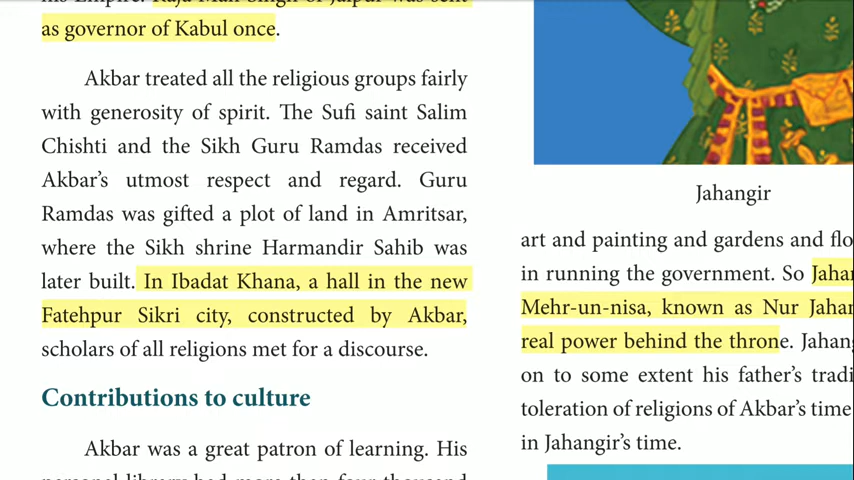 as governor of Kabul once.
Akbar treated all the religious groups fairly
with generosity of spirit. The Sufi saint Salim
Chishti and the Sikh Guru Ramdas received
Akbar's utmost respect and regard. Guru
Ramdas was gifted a plot of land in Amritsar,
where the Sikh shrine Harmandir Sahib was
later built. In Ibadat Khana, a hall in the new
Fatehpur Sikri city, constructed by Akbar,
scholars of all religions met for a discourse.
Contributions to culture
Akbar was a great patron of learning. His
Jahangir
art and painting and gardens and flo
in running the government. So Jahan
Mehr-un-nisa, known as Nur Jahan
real power behind the throne. Jahang
on to some extent his father's tradi
toleration of religions of Akbar's time
in Jahangir's time.